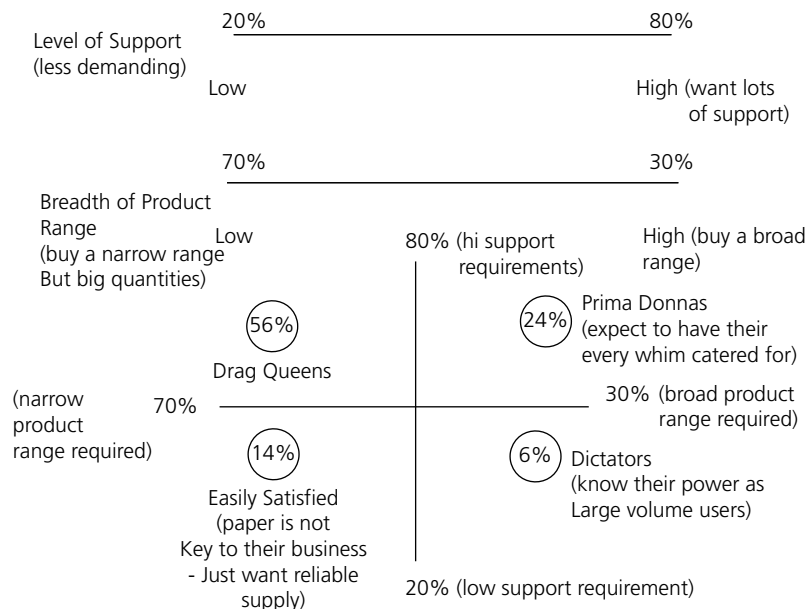 20%
80%
Level of Support
(less demanding)
Low
High (want lots
of support)
70%
30%
Breadth of Product
Range
(buy a narrow range
But big quantities)
Low
High (buy a broad
range)
80% (hi support
requirements)
56%
Drag Queens
24%
Prima Donnas
(expect to have their
every whim catered for)
(narrow
product
range required)
70%
30% (broad product
range required)
14%
Easily Satisfied
(paper is not
Key to their business
- Just want reliable
supply)
6%
Dictators
(know their power as
Large volume users)
20% (low support requirement)